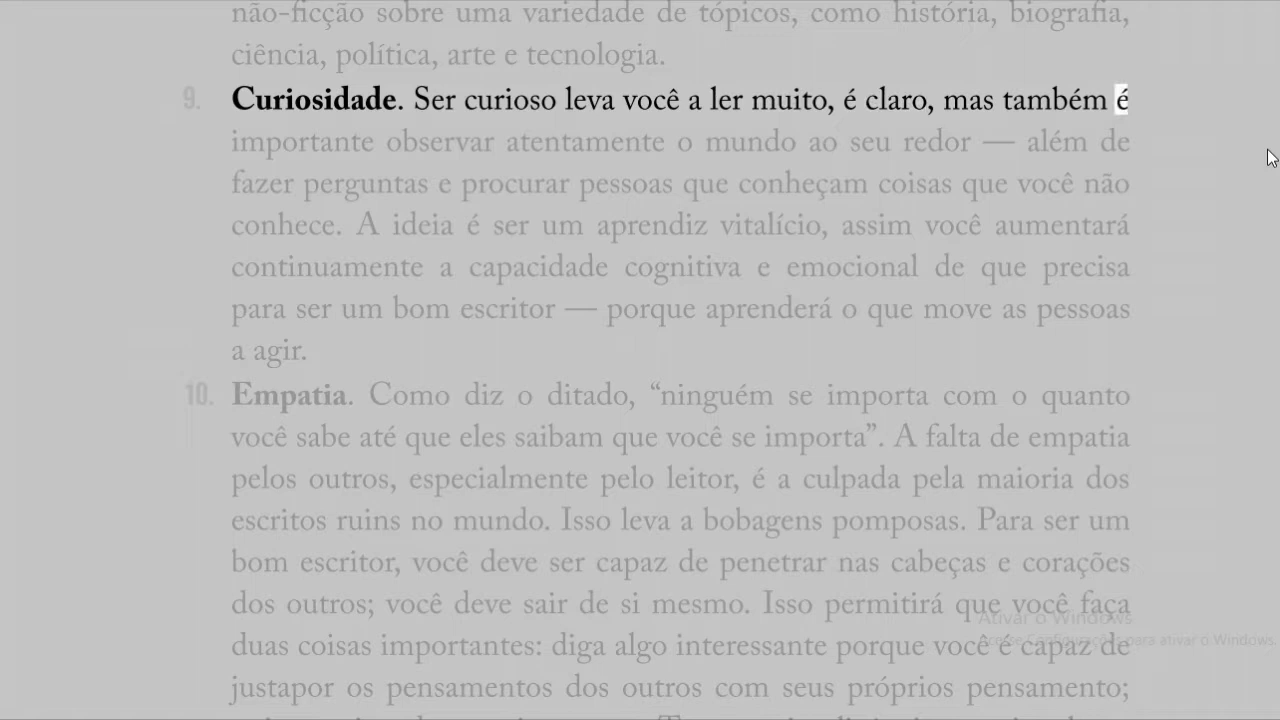 não-ficção sobre uma variedade de tópicos, como história, biografia,
ciência, política, arte e tecnologia.
9. Curiosidade. Ser curioso leva você a ler muito, é claro, mas também é
importante observar atentamente o mundo ao seu redor — além de
fazer perguntas e procurar pessoas que conheçam coisas que você não
conhece. A ideia é ser um aprendiz vitalício, assim você aumentará
continuamente a capacidade cognitiva e emocional de que precisa
para ser um bom escritor — porque aprenderá o que move as pessoas
a agir.
10. Empatia. Como diz o ditado, “ninguém se importa com o quanto
você sabe até que eles saibam que você se importa”. A falta de empatia
pelos outros, especialmente pelo leitor, é a culpada pela maioria dos
escritos ruins no mundo. Isso leva a bobagens pomposas. Para ser um
bom escritor, você deve ser capaz de penetrar nas cabeças e corações
dos outros; você deve sair de si mesmo. Isso permitirá que você faça
duas coisas importantes: diga algo interessante porque você é capaz de
justapor os pensamentos dos outros com seus próprios pensamento;
Ativar o Windows
Acesse Configurações para ativar o Windows.